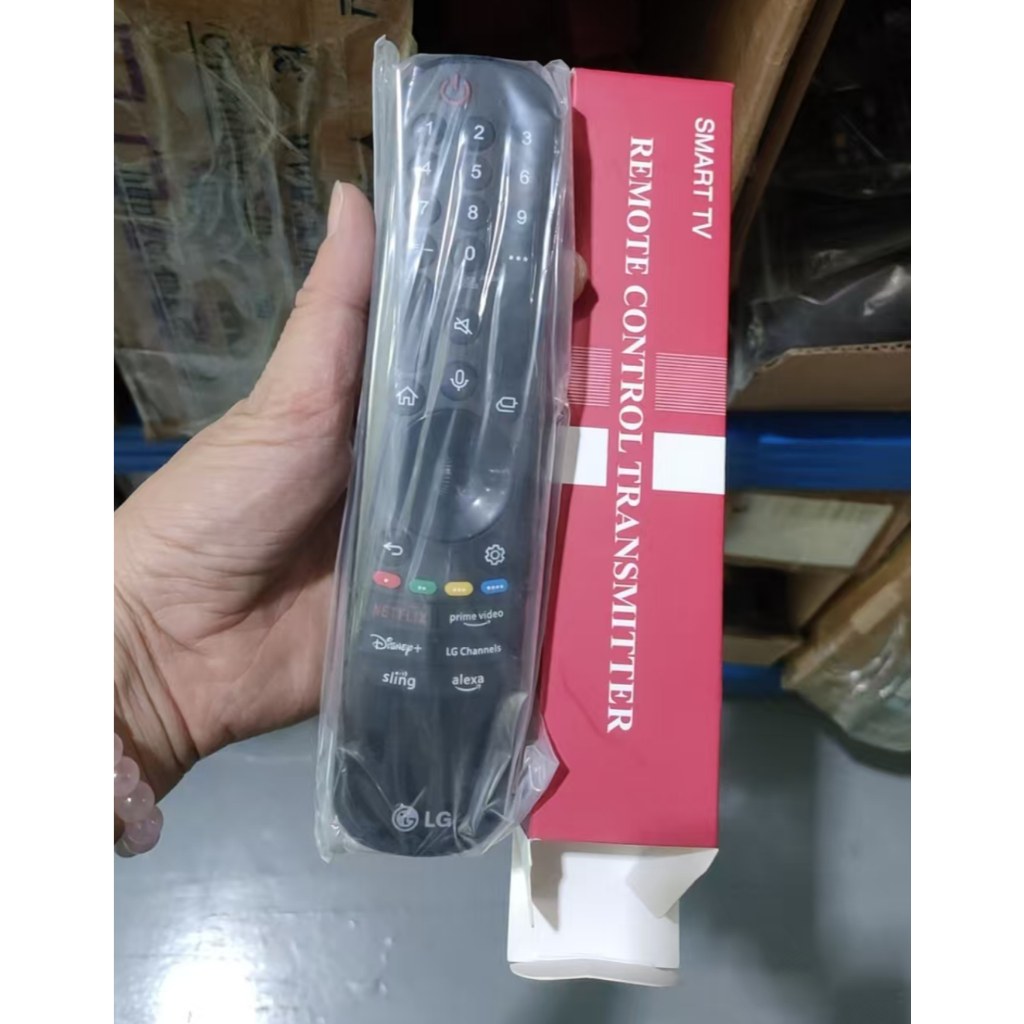 1 2 3
4 5 6
7 8 9
– 0 ...
NETFLIX prime video
Disney+ LG Channels
sling alexa
LG
SMART TV
REMOTE CONTROL TRANSMITTER